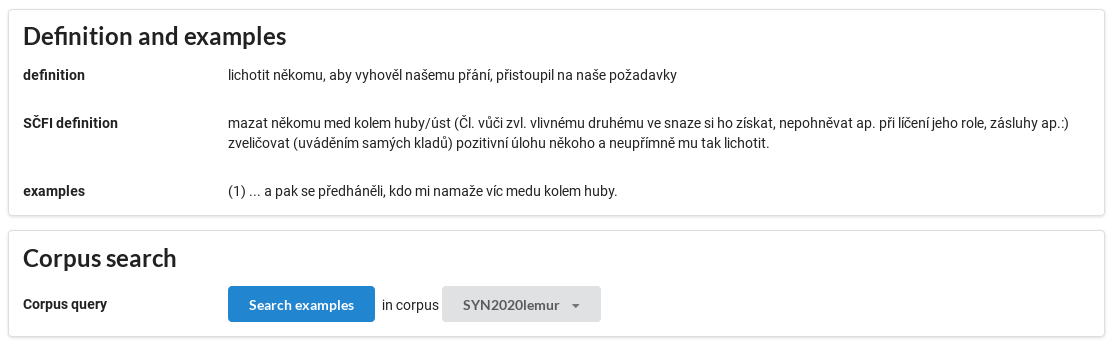 Definition and examples
definition
lichotit někomu, aby vyhověl našemu přání, přistoupil na naše požadavky
SČFI definition
mazat někomu med kolem huby/úst (Čl. vůči zvl. vlivnému druhému ve snaze si ho získat, nepohněvat ap. při líčení jeho role, zásluhy ap.:)
zveličovat (uváděním samých kladů) pozitivní úlohu někoho a neupřímně mu tak lichotit.
examples
(1) ... a pak se předháněli, kdo mi namaže víc medu kolem huby.
Corpus search
Corpus query
Search examples in corpus SYN2020lemur